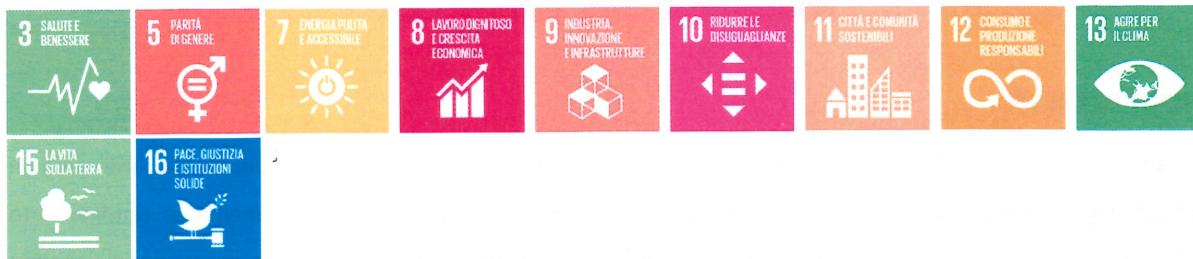 3 SALUTE E
BENESSERE
5 PARITÀ
DI GENERE
7 ENERGIA PULITA
E ACCESSIBILE
8 LAVORO DIGNITOSO
E CRESCITA
ECONOMICA
9 INDUSTRIA,
INNOVAZIONE
E INFRASTRUTTURE
10 RIDURRE LE
DISUGUAGLIANZE
11 CITTÀ E COMUNITÀ
SOSTENIBILI
12 CONSUMO E
PRODUZIONE
RESPONSABILI
13 AGIRE PER
IL CLIMA
15 LA VITA
SULLA TERRA
16 PACE, GIUSTIZIA
E ISTITUZIONI
SOLIDE